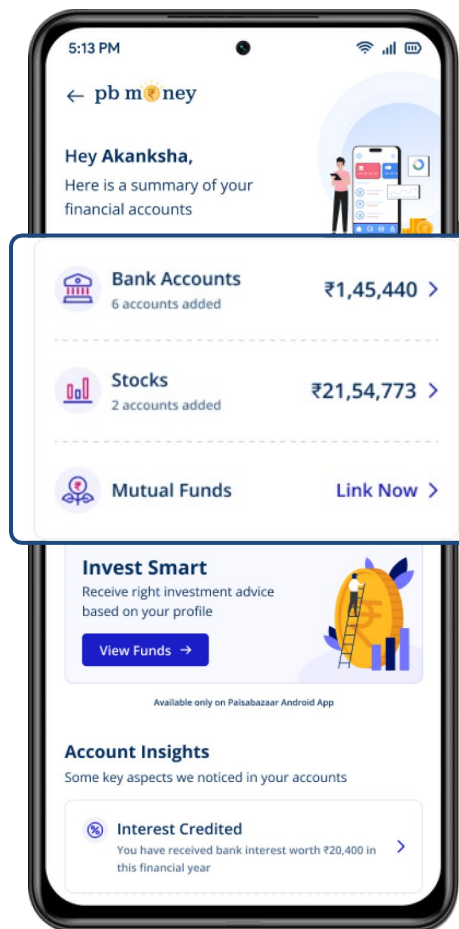 5:13 PM
pb m₹ney
Hey Akanksha,
Here is a summary of your
financial accounts
Bank Accounts
6 accounts added
₹1,45,440
Stocks
2 accounts added
₹21,54,773
Mutual Funds
Link Now
Invest Smart
Receive right investment advice
based on your profile
View Funds →
Available only on Paisabazaar Android App
Account Insights
Some key aspects we noticed in your accounts
Interest Credited
You have received bank interest worth ₹20,400 in
this financial year